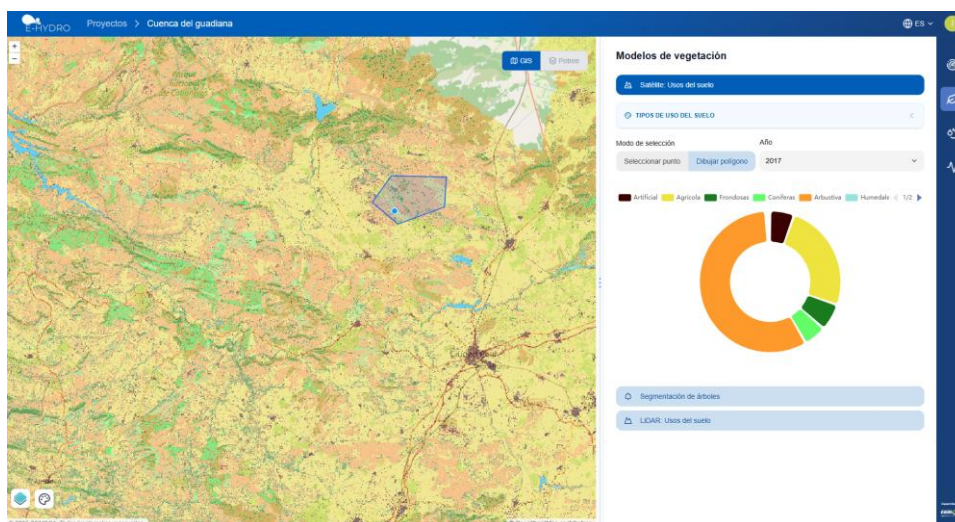 E-HYDRO Proyectos > Cuenca del guadiana ES
+
−
GIS Potree
Modelos de vegetación
Satélite: Usos del suelo
TIPOS DE USO DEL SUELO
Modo de selección Año
Seleccionar punto Dibujar polígono 2017
Artificial Agrícola Frondosas Coníferas Arbustiva Humedale 1/2
Segmentación de árboles
LiDAR: Usos del suelo